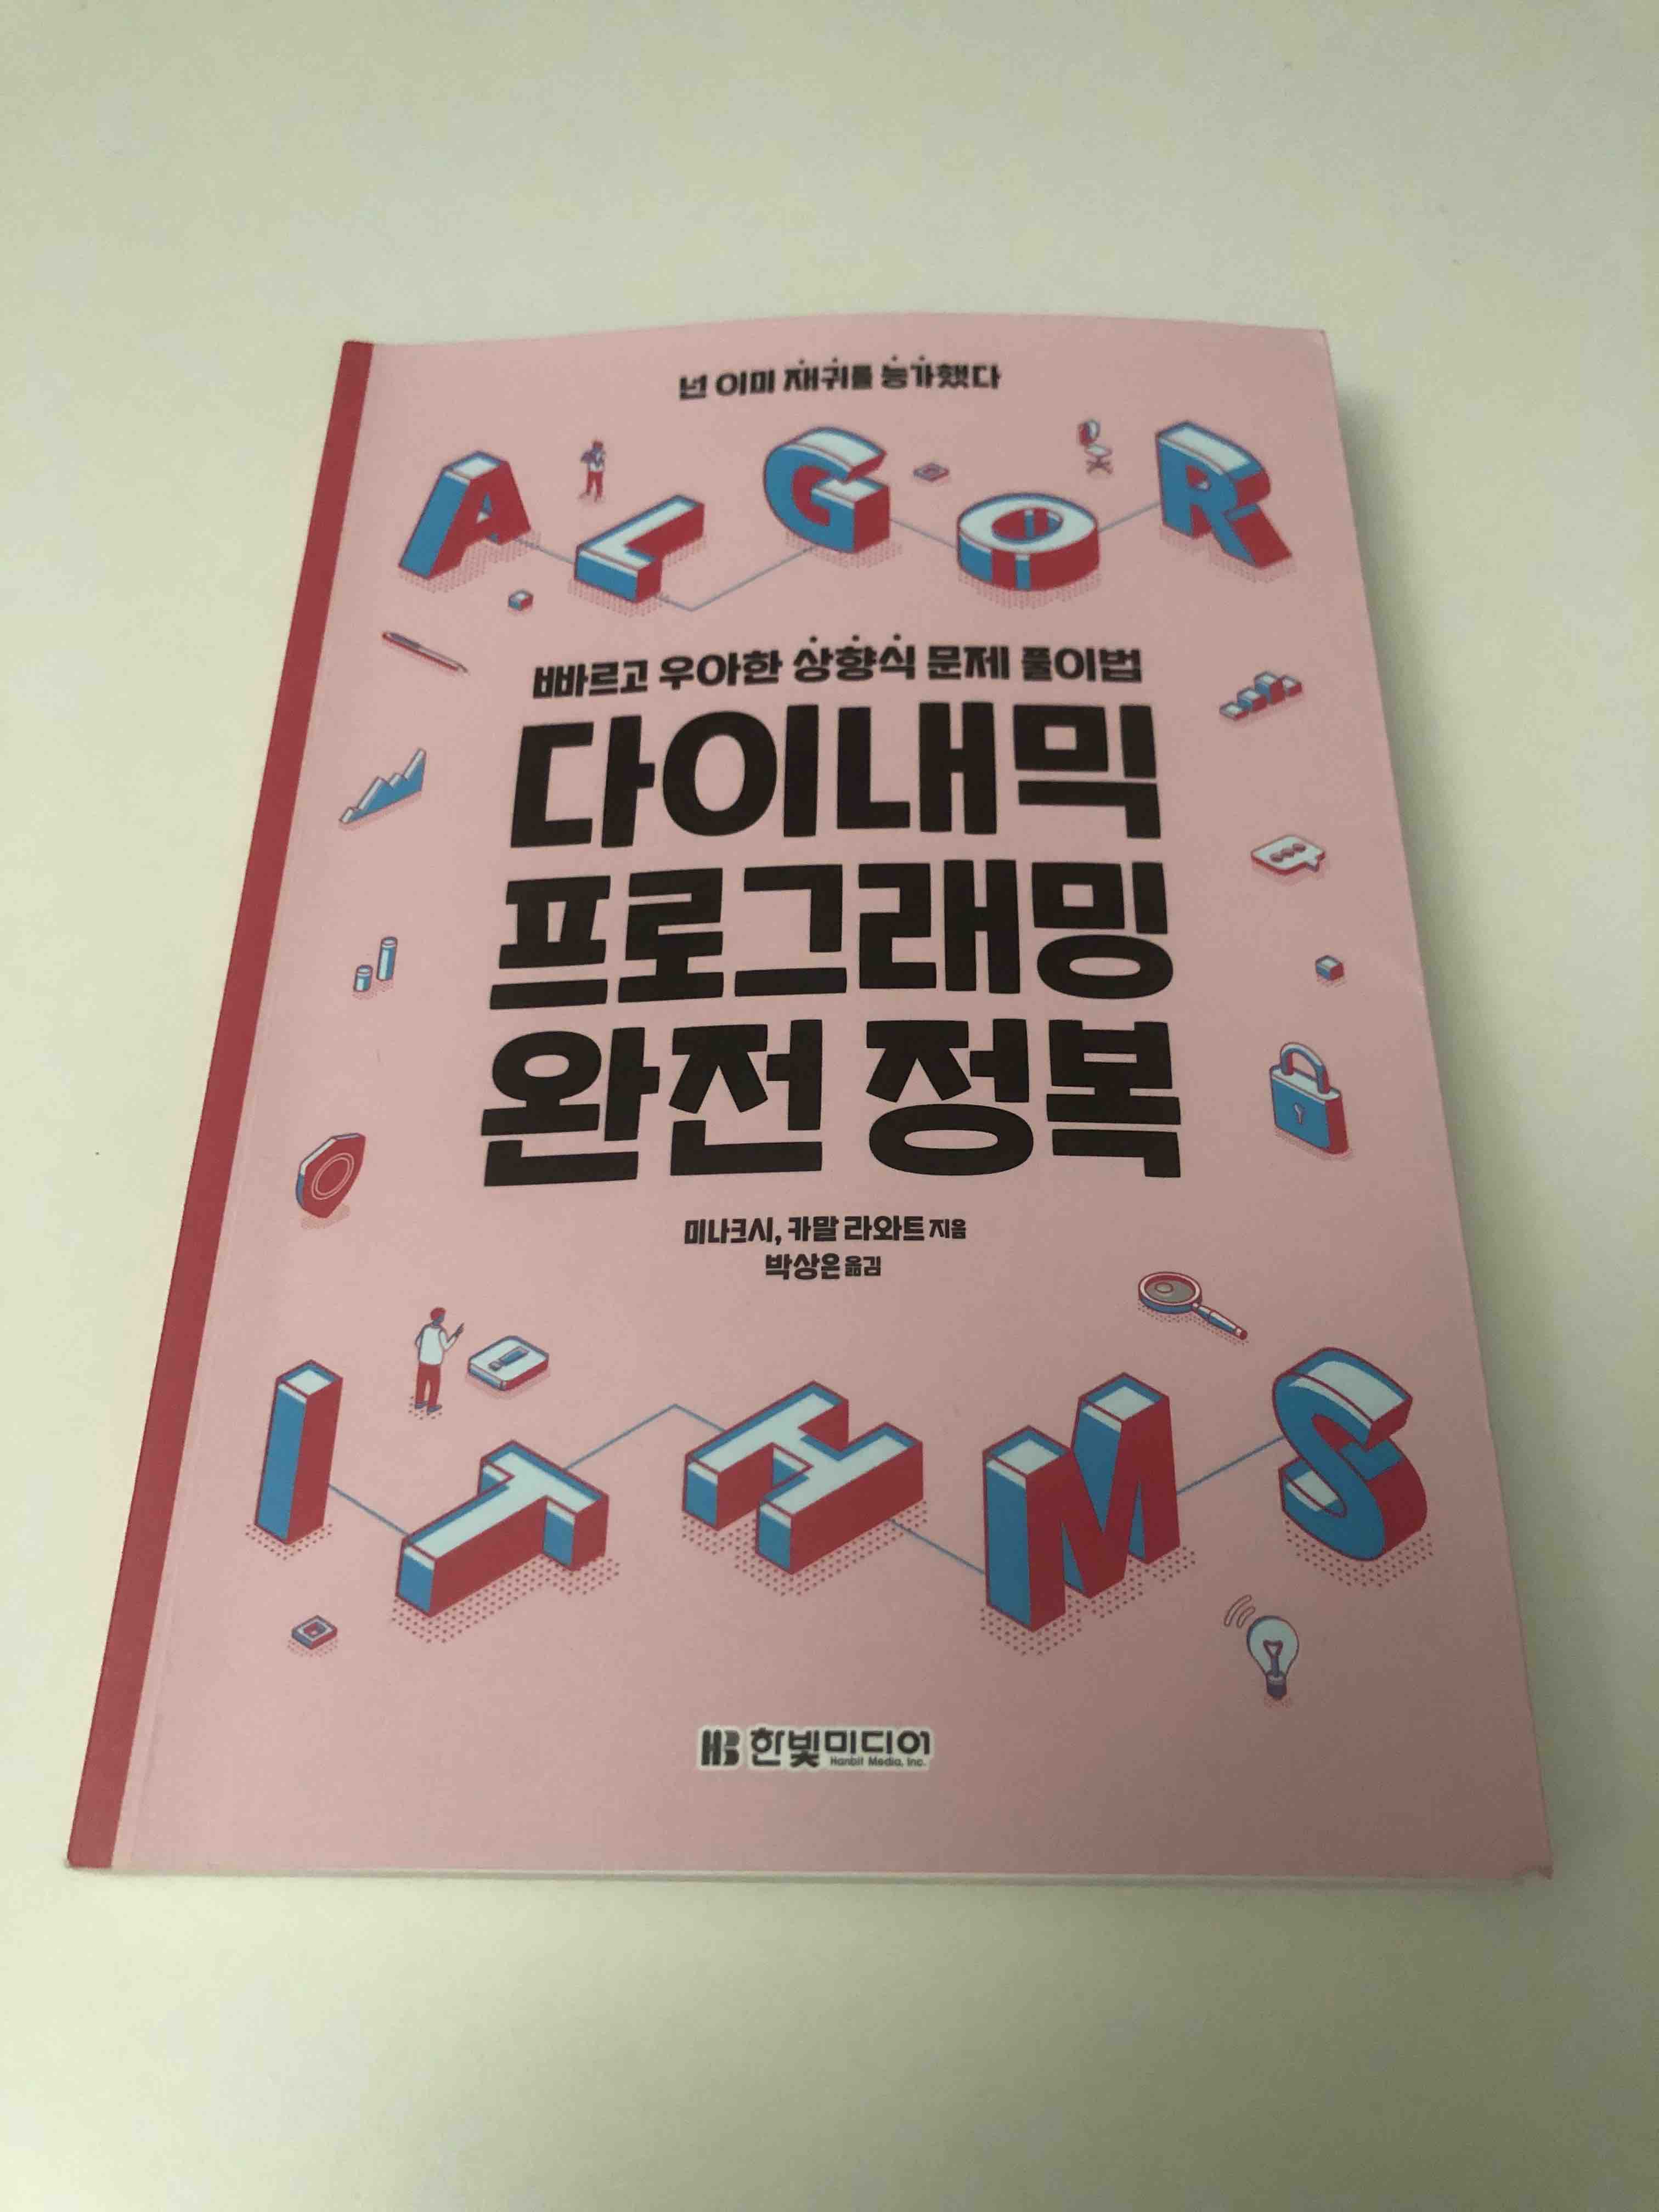 넌 이미 재귀를 능가했다
ALGOR
빠르고 우아한 상향식 문제 풀이법
다이내믹
프로그래밍
완전 정복
미나크시, 카말 라와트 지음
박상은 옮김
ITHMS
HB 한빛미디어
Hanbit Media, Inc.